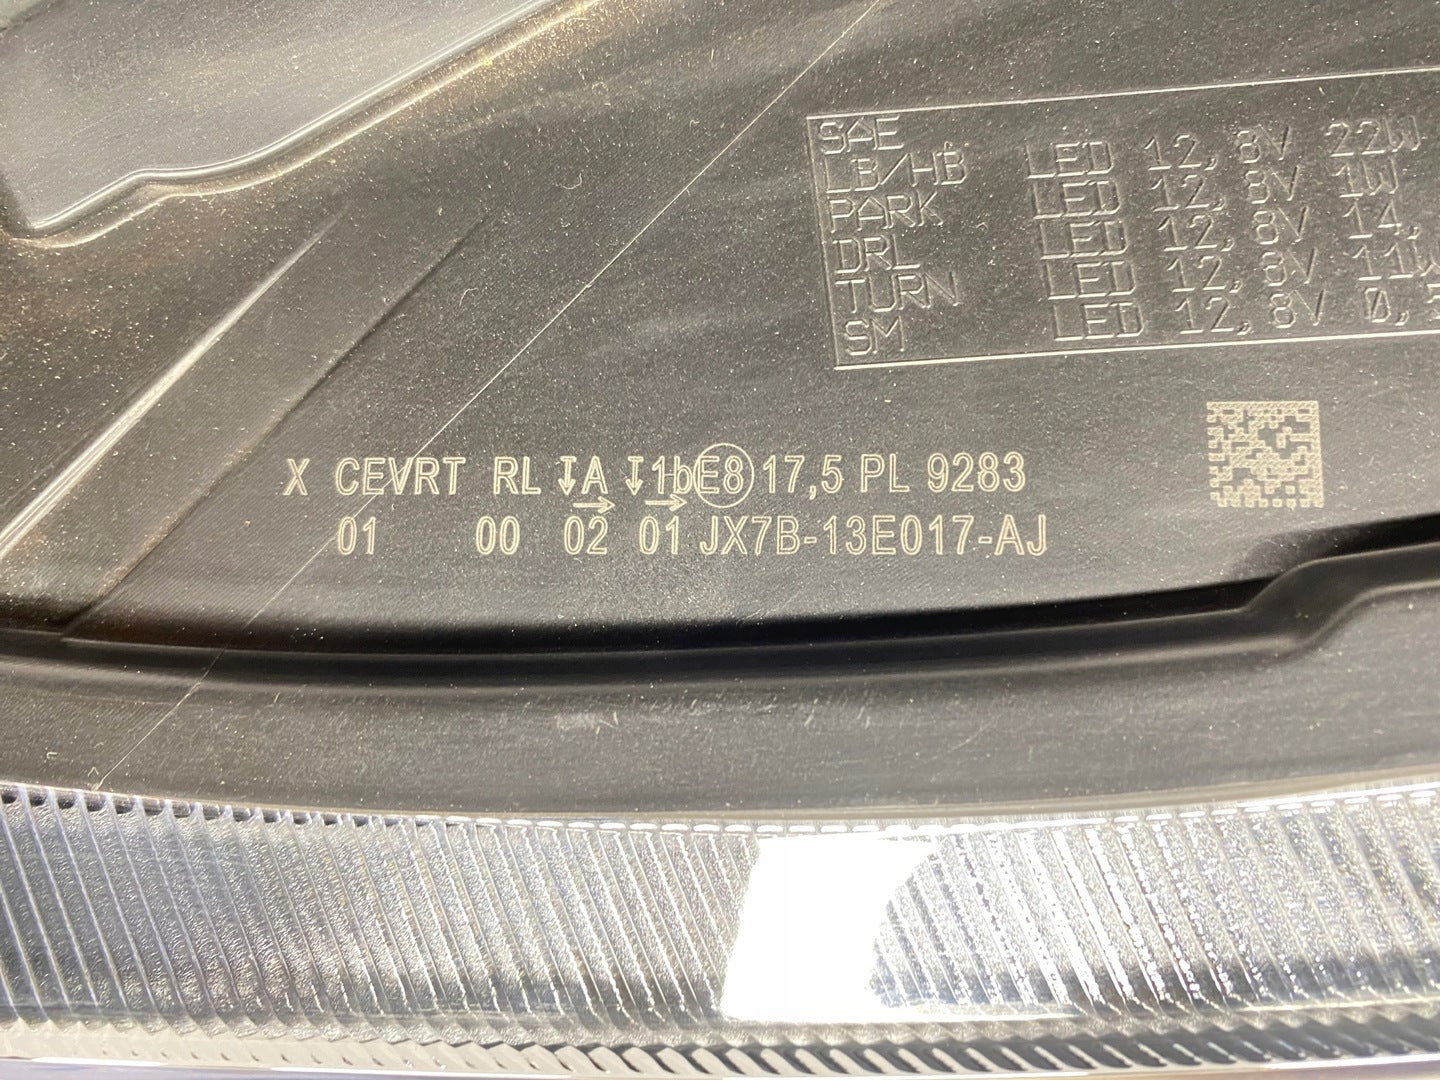 SAE
LB/HB LED 12,8V 22W
PARK LED 12,8V 1W
DRL LED 12,8V 14,
TURN LED 12,8V 11W
SM LED 12,8V 0,5
X CEVRT RL ↓A ↓1b E8 17,5 PL 9283
01 00 02 01 JX7B-13E017-AJ